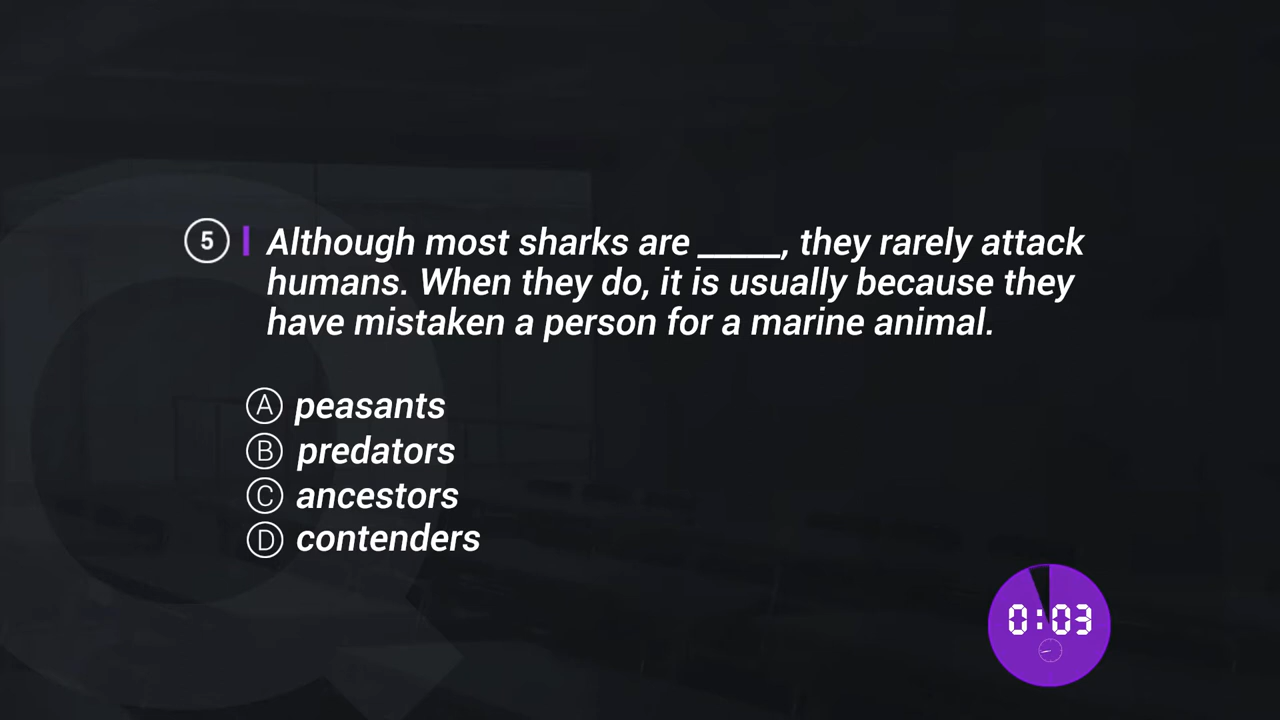 5 Although most sharks are _____, they rarely attack
humans. When they do, it is usually because they
have mistaken a person for a marine animal.
A peasants
B predators
C ancestors
D contenders
0:03